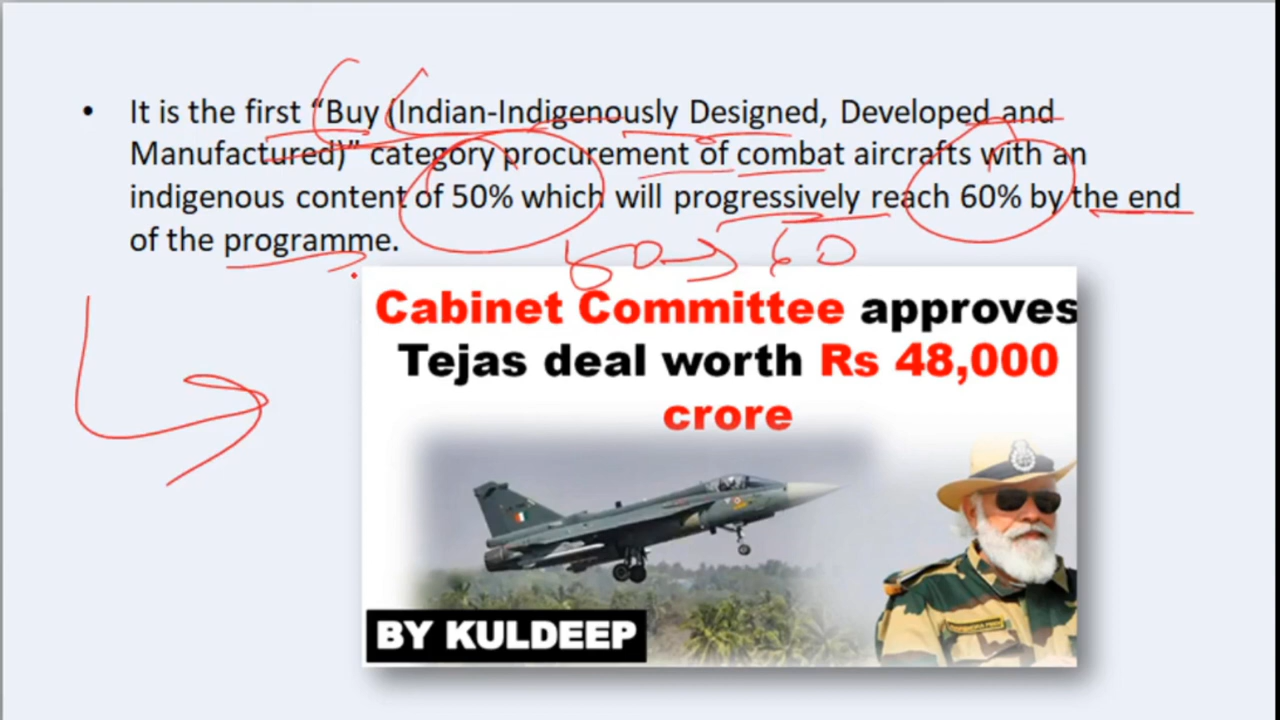 • It is the first “Buy (Indian-Indigenously Designed, Developed and
Manufactured)” category procurement of combat aircrafts with an
indigenous content of 50% which will progressively reach 60% by the end
of the programme.
50→60
Cabinet Committee approves
Tejas deal worth Rs 48,000
crore
BY KULDEEP